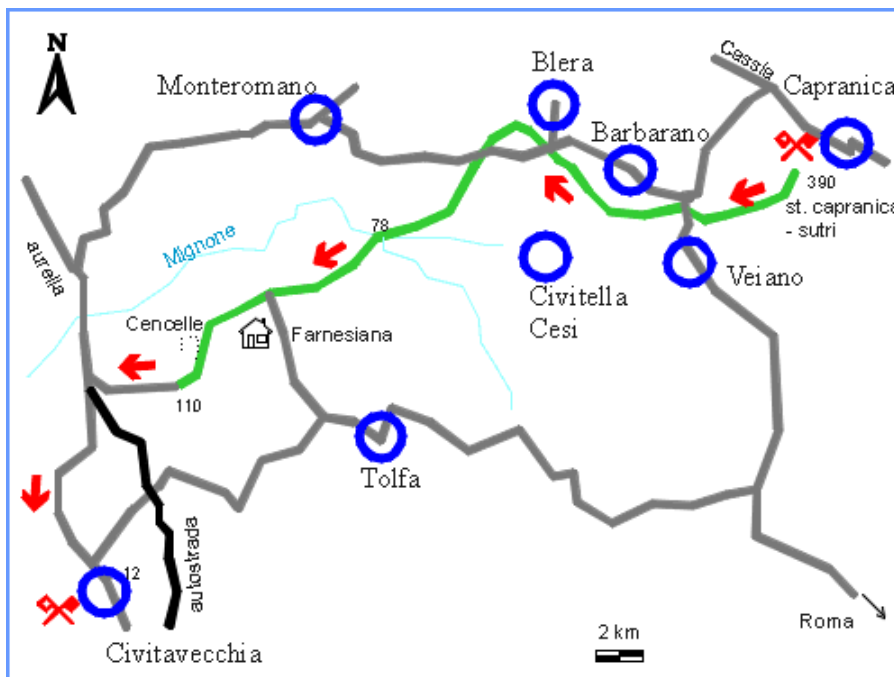 N
Monteromano
Blera
Cassia
Capranica
Barbarano
390
st. capranica
- sutri
78
Mignone
aurelia
Civitella
Cesi
Veiano
Cencelle
Farnesiana
110
Tolfa
autostrada
12
Civitavecchia
2 km
Roma